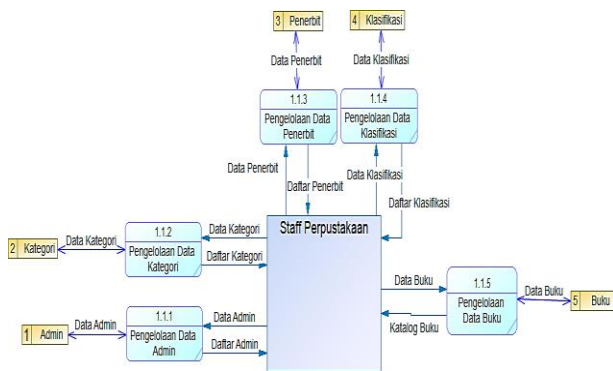 3 Penerbit
4 Klasifikasi
Data Penerbit
Data Klasifikasi
1.1.3
Pengelolaan Data
Penerbit
1.1.4
Pengelolaan Data
Klasifikasi
Data Penerbit
Data Klasifikasi
Daftar Penerbit
Daftar Klasifikasi
Staff Perpustakaan
2 Kategori
Data Kategori
1.1.2
Pengelolaan Data
Kategori
Data Kategori
Daftar Kategori
Data Buku
1.1.5
Pengelolaan
Data Buku
Data Buku
5 Buku
Katalog Buku
1 Admin
Data Admin
1.1.1
Pengelolaan Data
Admin
Data Admin
Daftar Admin